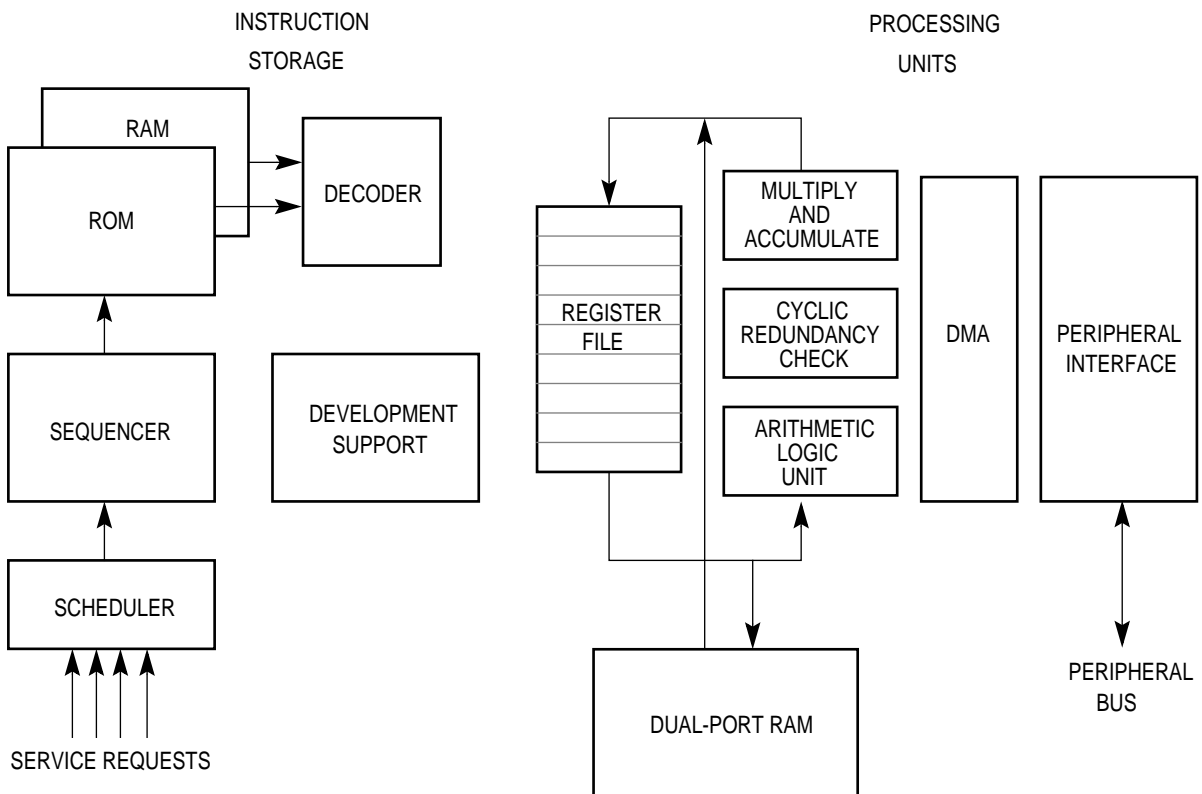 INSTRUCTION
STORAGE
PROCESSING
UNITS
RAM
ROM
DECODER
SEQUENCER
DEVELOPMENT
SUPPORT
SCHEDULER
SERVICE REQUESTS
REGISTER
FILE
MULTIPLY
AND
ACCUMULATE
CYCLIC
REDUNDANCY
CHECK
ARITHMETIC
LOGIC
UNIT
DMA
PERIPHERAL
INTERFACE
PERIPHERAL
BUS
DUAL-PORT RAM